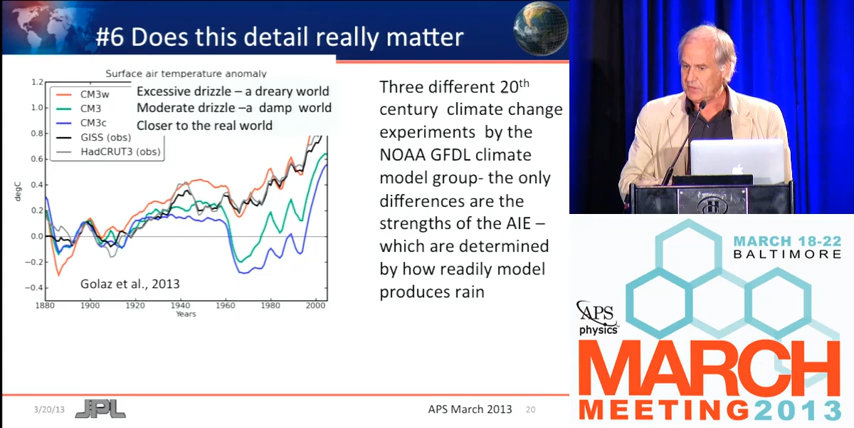 #6 Does this detail really matter
Surface air temperature anomaly
CM3w Excessive drizzle – a dreary world
CM3 Moderate drizzle –a damp world
CM3c Closer to the real world
GISS (obs)
HadCRUT3 (obs)
1.2
1.0
0.8
0.6
0.4
0.2
0.0
−0.2
−0.4
degC
Golaz et al., 2013
1880 1900 1920 1940 1960 1980 2000
Years
Three different 20th
century climate change
experiments by the
NOAA GFDL climate
model group- the only
differences are the
strengths of the AIE –
which are determined
by how readily model
produces rain
3/20/13
JPL
APS March 2013 20
MARCH 18-22
BALTIMORE
APS
physics
MARCH
MEETING2013